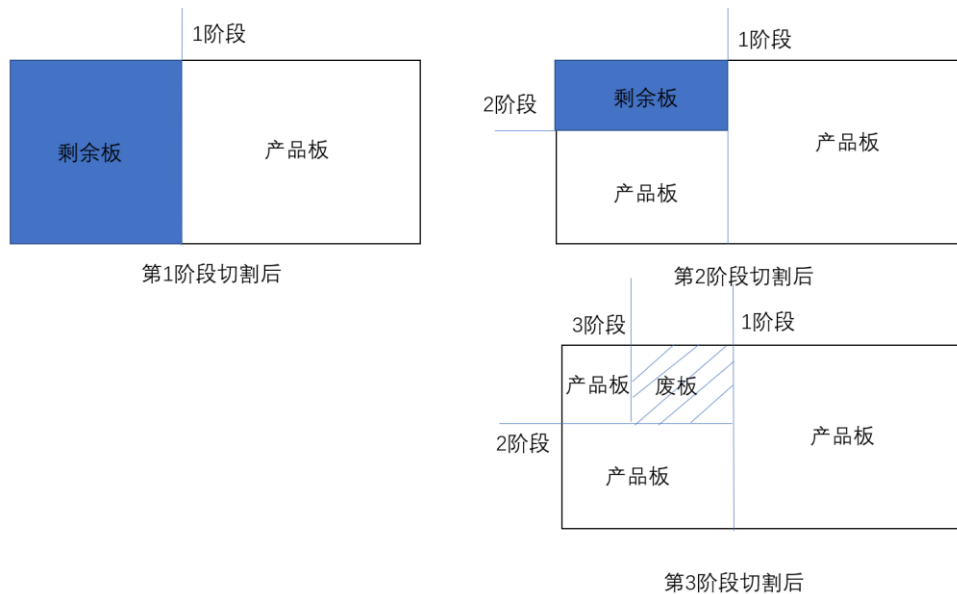 1阶段
剩余板
产品板
第1阶段切割后
1阶段
2阶段
剩余板
产品板
产品板
第2阶段切割后
3阶段
1阶段
产品板
废板
2阶段
产品板
产品板
第3阶段切割后